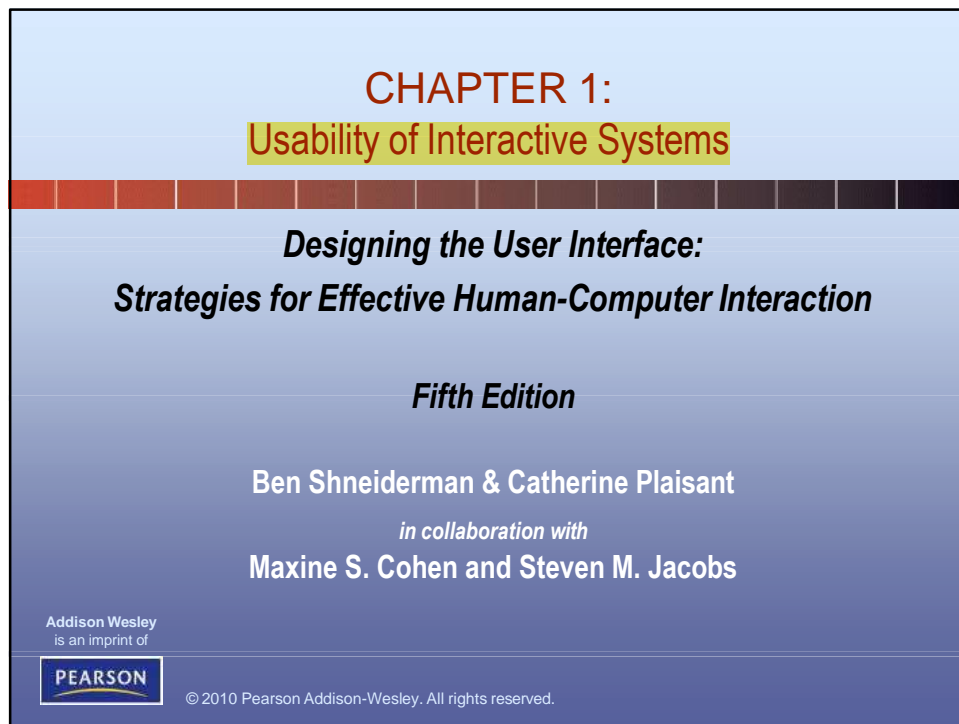 CHAPTER 1:
Usability of Interactive Systems
Designing the User Interface:
Strategies for Effective Human-Computer Interaction
Fifth Edition
Ben Shneiderman & Catherine Plaisant
in collaboration with
Maxine S. Cohen and Steven M. Jacobs
Addison Wesley
is an imprint of
PEARSON
© 2010 Pearson Addison-Wesley. All rights reserved.